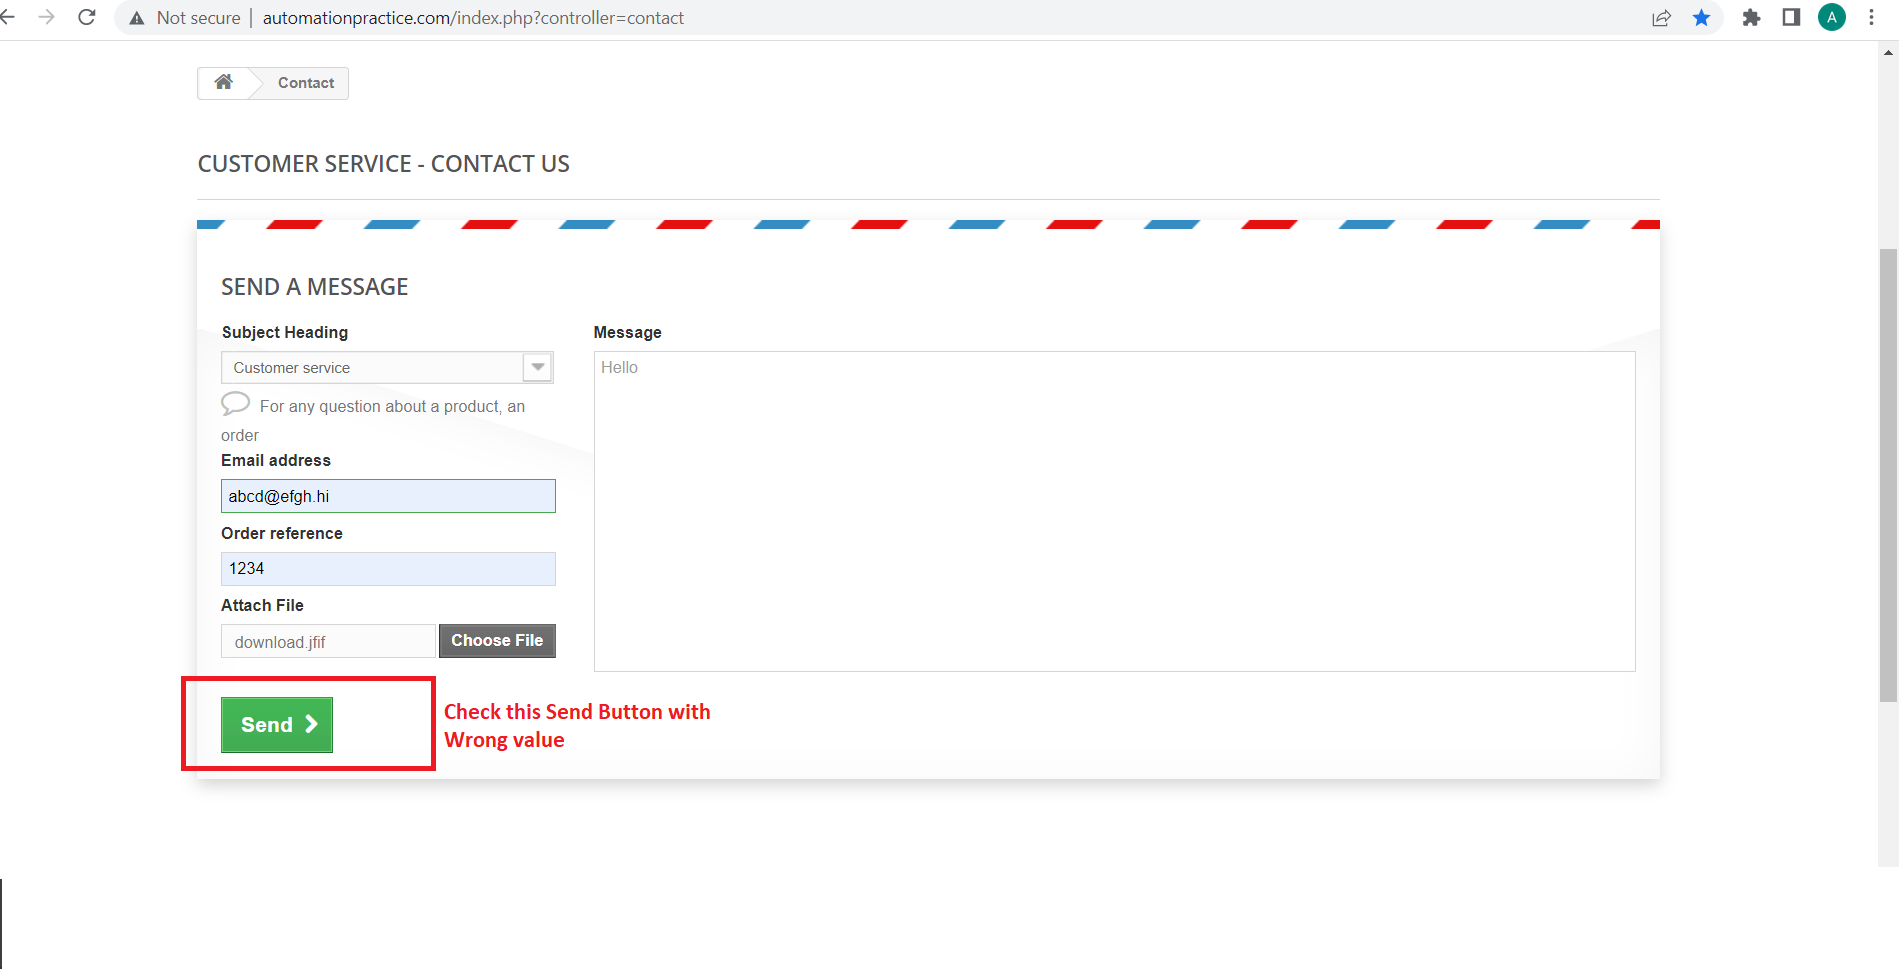 Not secure | automationpractice.com/index.php?controller=contact
A
Contact
CUSTOMER SERVICE - CONTACT US
SEND A MESSAGE
Subject Heading
Customer service
For any question about a product, an
order
Email address
abcd@efgh.hi
Order reference
1234
Attach File
download.jfif
Choose File
Message
Hello
Send
Check this Send Button with
Wrong value